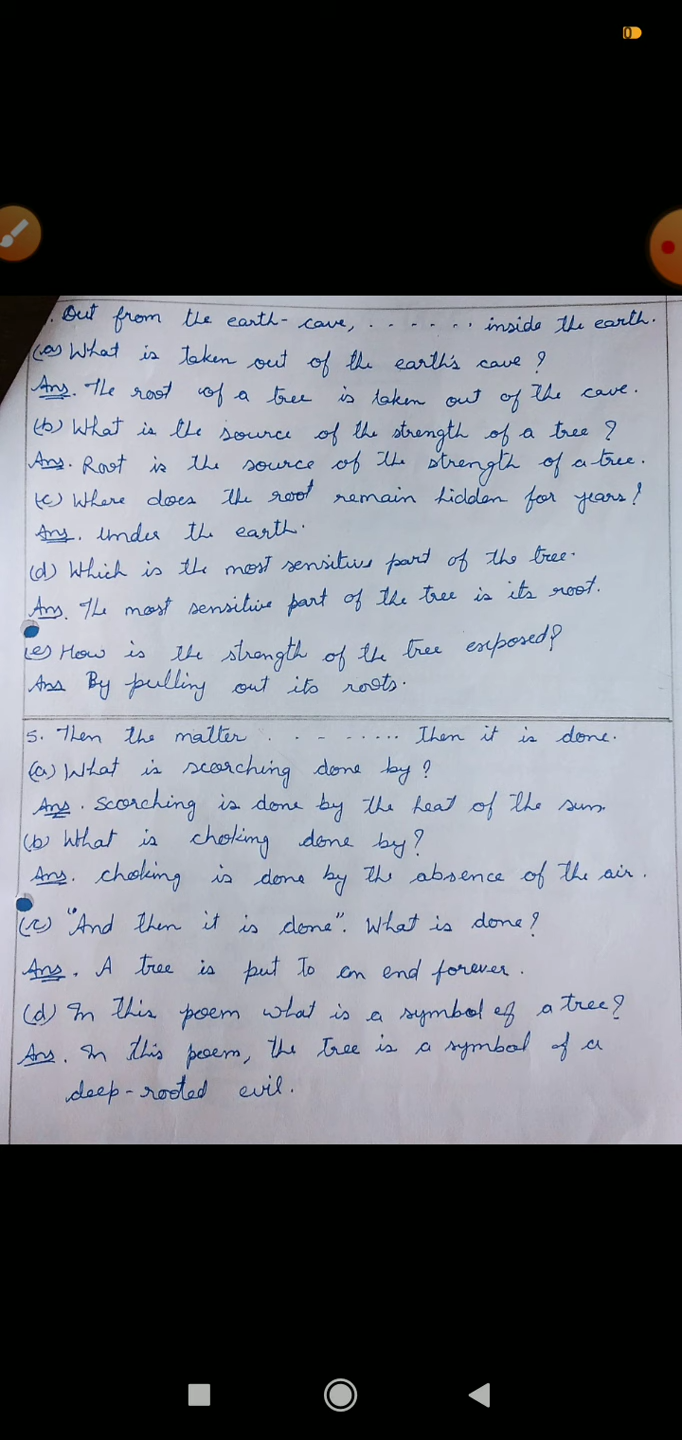 . Out from the earth-cave, . . . . . . inside the earth.
(a) What is taken out of the earth's cave ?
Ans. The root of a tree is taken out of the cave.
(b) What is the source of the strength of a tree ?
Ans. Root is the source of the strength of a tree.
(c) Where does the root remain hidden for years?
Ans. Under the earth.
(d) Which is the most sensitive part of the tree.
Ans. The most sensitive part of the tree is its root.
(e) How is the strength of the tree exposed?
Ans By pulling out its roots.
5. Then the matter . . . . . . . . Then it is done.
(a) What is scorching done by ?
Ans. Scorching is done by the heat of the sun
(b) What is choking done by?
Ans. choking is done by the absence of the air.
(c) "And then it is done". What is done?
Ans. A tree is put to an end forever.
(d) In this poem what is a symbol of a tree?
Ans. In this poem, the tree is a symbol of a
deep-rooted evil.